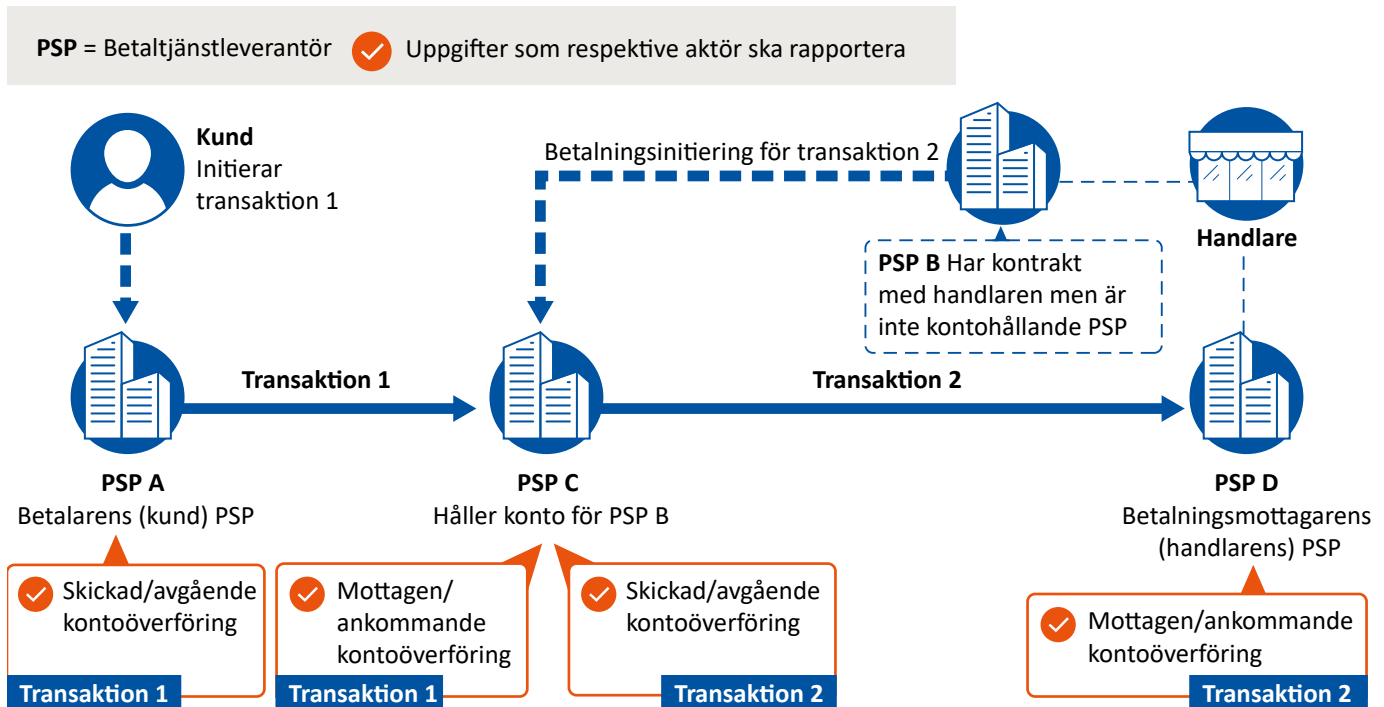 PSP = Betaltjänstleverantör Uppgifter som respektive aktör ska rapportera
Kund
Initierar
transaktion 1
Betalningsinitiering för transaktion 2
Handlare
PSP B Har kontrakt
med handlaren men är
inte kontohållande PSP
Transaktion 1
Transaktion 2
PSP A
Betalarens (kund) PSP
PSP C
Håller konto för PSP B
PSP D
Betalningsmottagarens
(handlarens) PSP
Skickad/avgående
kontoöverföring
Transaktion 1
Mottagen/
ankommande
kontoöverföring
Transaktion 1
Skickad/avgående
kontoöverföring
Transaktion 2
Mottagen/ankommande
kontoöverföring
Transaktion 2